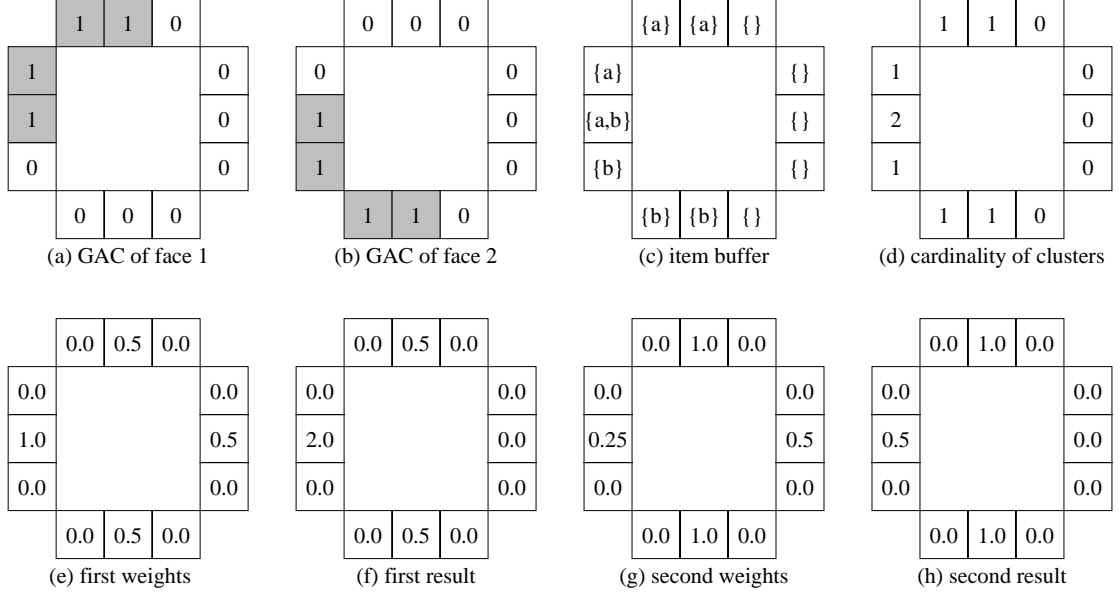 1 1 0 0 0 0 {a} {a} {} 1 1 0
1 0 0 0 {a} {} 1 0
1 0 1 0 {a,b} {} 2 0
0 0 1 0 {b} {} 1 0
0 0 0 1 1 0 {b} {b} {} 1 1 0
(a) GAC of face 1 (b) GAC of face 2 (c) item buffer (d) cardinality of clusters
0.0 0.5 0.0 0.0 0.5 0.0 0.0 1.0 0.0 0.0 1.0 0.0
0.0 0.0 0.0 0.0 0.0 0.0 0.0 0.0
1.0 0.5 2.0 0.0 0.25 0.5 0.5 0.0
0.0 0.0 0.0 0.0 0.0 0.0 0.0 0.0
0.0 0.5 0.0 0.0 0.5 0.0 0.0 1.0 0.0 0.0 1.0 0.0
(e) first weights (f) first result (g) second weights (h) second result